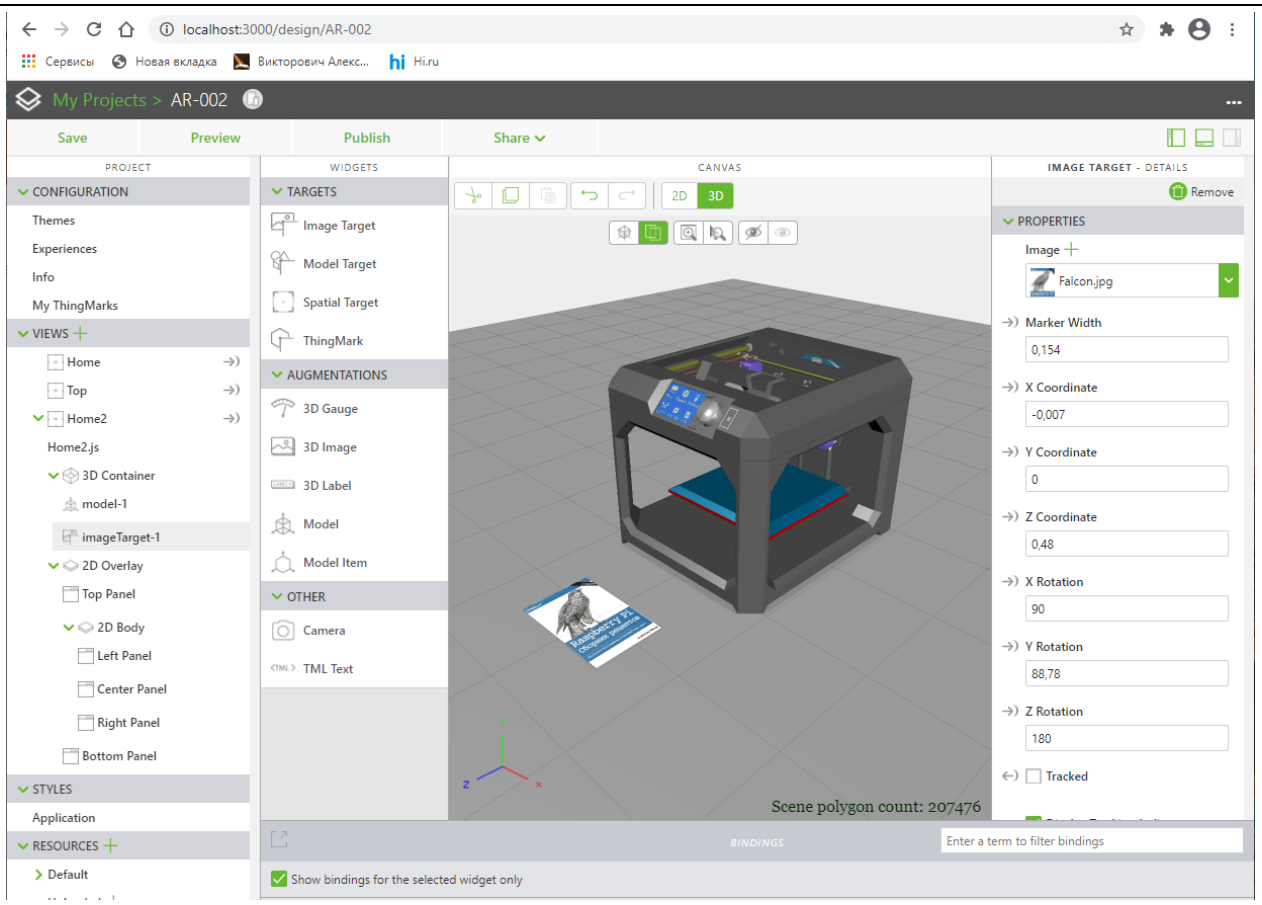 localhost:3000/design/AR-002
Сервисы Новая вкладка Викторович Алекс... hi Hi.ru
My Projects > AR-002
Save Preview Publish Share
PROJECT
CONFIGURATION
Themes
Experiences
Info
My ThingMarks
VIEWS
Home
Top
Home2
Home2.js
3D Container
model-1
imageTarget-1
2D Overlay
Top Panel
2D Body
Left Panel
Center Panel
Right Panel
Bottom Panel
STYLES
Application
RESOURCES
Default
WIDGETS
TARGETS
Image Target
Model Target
Spatial Target
ThingMark
AUGMENTATIONS
3D Gauge
3D Image
3D Label
Model
Model Item
OTHER
Camera
TML Text
CANVAS
2D 3D
Raspberry Pi
Сборник рецептов
Y
Z X
Scene polygon count: 207476
IMAGE TARGET - DETAILS
Remove
PROPERTIES
Image
Falcon.jpg
Marker Width
0,154
X Coordinate
-0,007
Y Coordinate
0
Z Coordinate
0,48
X Rotation
90
Y Rotation
88,78
Z Rotation
180
Tracked
BINDINGS
Enter a term to filter bindings
Show bindings for the selected widget only